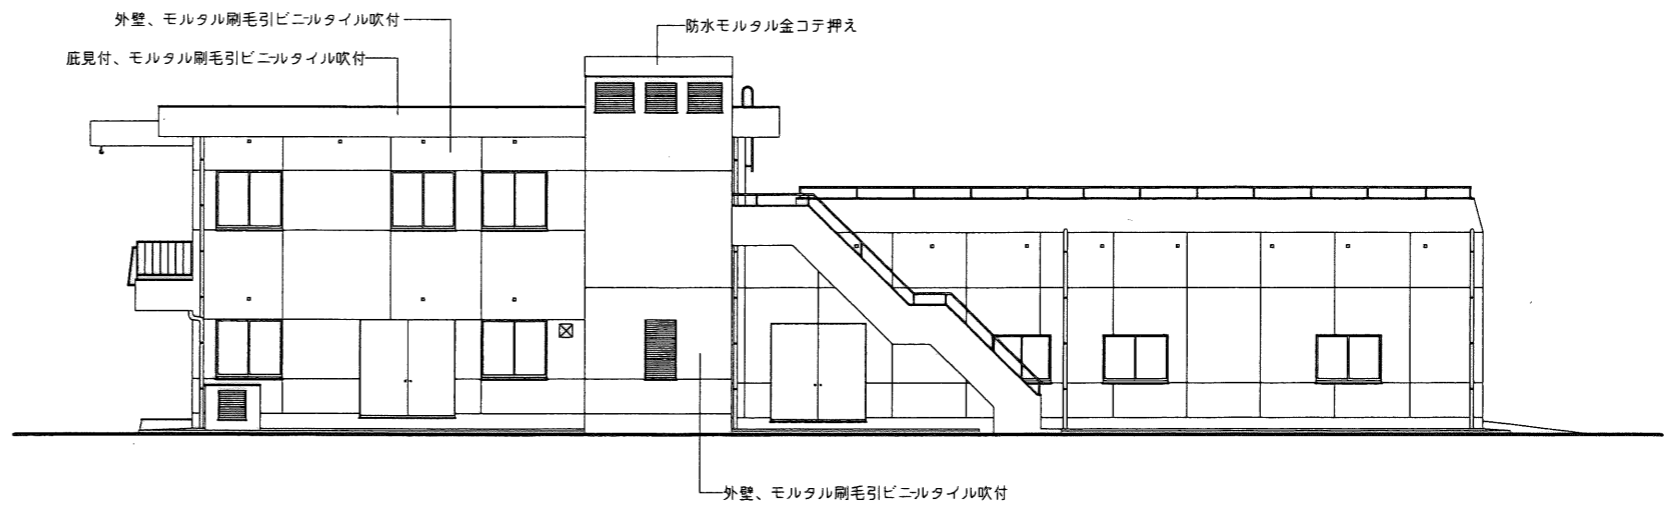 外壁、モルタル刷毛引ビニールタイル吹付
防水モルタル金コテ押え
庇見付、モルタル刷毛引ビニールタイル吹付
外壁、モルタル刷毛引ビニールタイル吹付